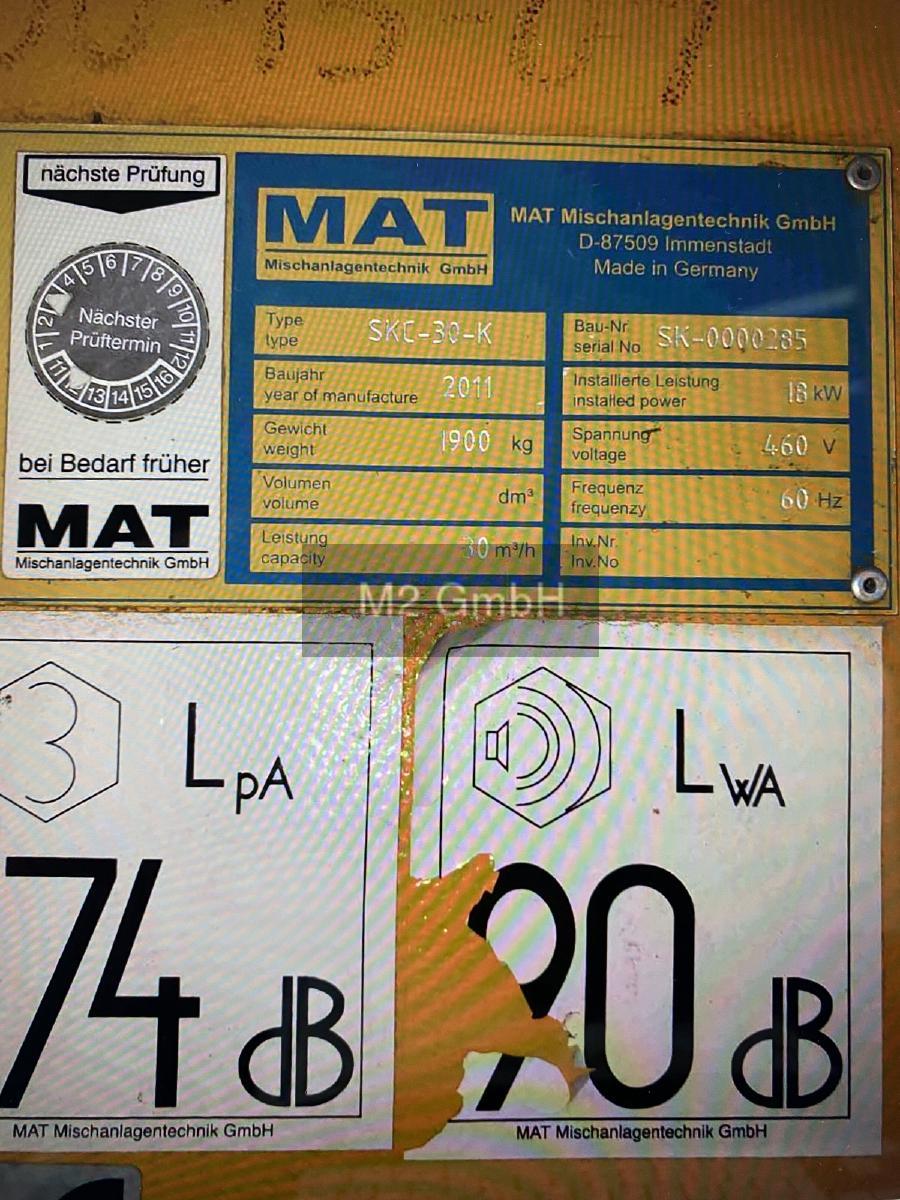 nächste Prüfung
1 2 4 5 6 7 8 9 10 11 12
Nächster
Prüftermin
11 13 14 15 16
bei Bedarf früher
MAT
Mischanlagentechnik GmbH
MAT
Mischanlagentechnik GmbH
MAT Mischanlagentechnik GmbH
D-87509 Immenstadt
Made in Germany
Type
type SKC-30-K
Baujahr
year of manufacture 2011
Gewicht
weight 1900 kg
Volumen
volume dm³
Leistung
capacity 30 m³/h
Bau-Nr
serial No SK-0000285
Installierte Leistung
installed power 18 kW
Spannung
voltage 460 V
Frequenz
frequenzy 60 Hz
Inv.Nr.
Inv.No
M2 GmbH
LpA
74 dB
MAT Mischanlagentechnik GmbH
LWA
90 dB
MAT Mischanlagentechnik GmbH